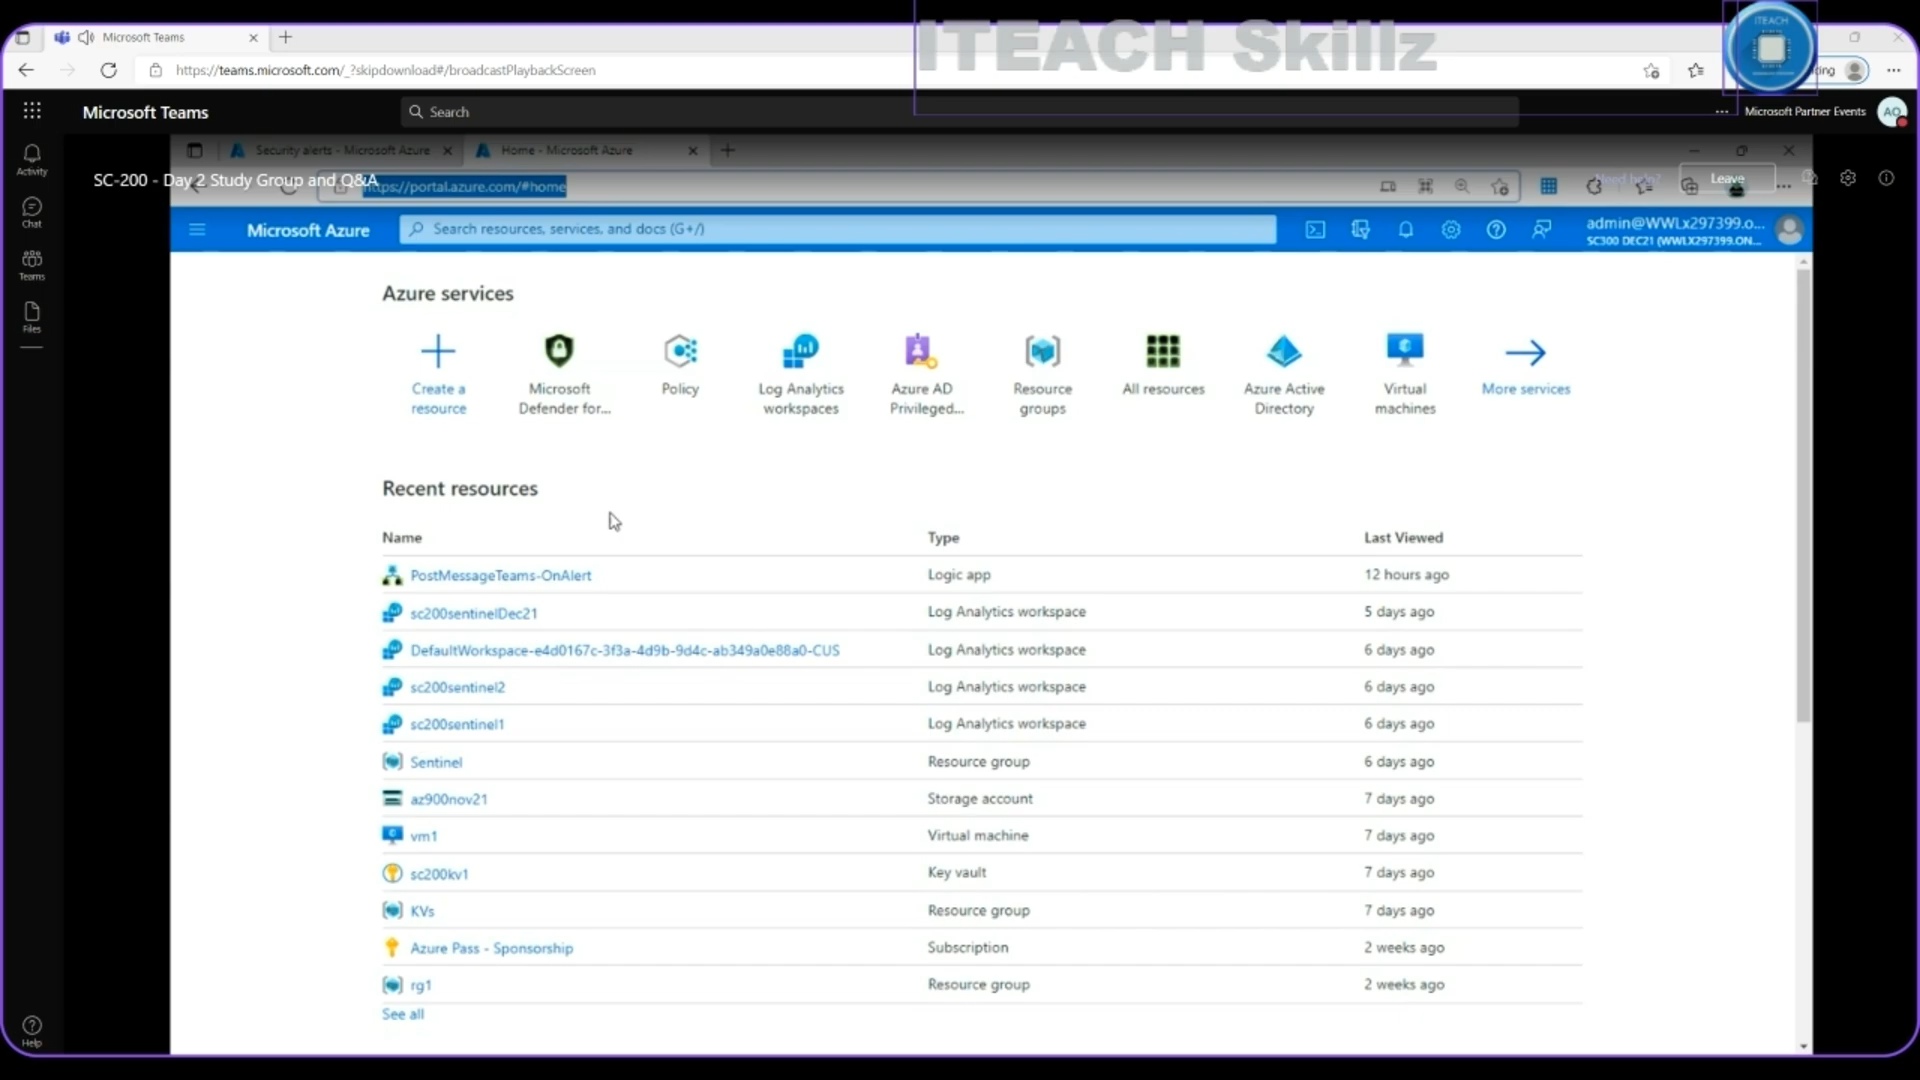 ITEACH Skillz
ITEACH
Microsoft Teams
https://teams.microsoft.com/_?skipdownload#/broadcastPlaybackScreen
Microsoft Teams
Search
Microsoft Partner Events
AO
Activity
Chat
Teams
Files
Help
Security alerts - Microsoft Azure
Home - Microsoft Azure
SC-200 - Day 2 Study Group and Q&A
https://portal.azure.com/#home
Need help?
Leave
Microsoft Azure
Search resources, services, and docs (G+/)
admin@WWLx297399.o...
SC300 DEC21 (WWLX297399.ON...
Azure services
Create a resource
Microsoft Defender for...
Policy
Log Analytics workspaces
Azure AD Privileged...
Resource groups
All resources
Azure Active Directory
Virtual machines
More services
Recent resources
Name Type Last Viewed
PostMessageTeams-OnAlert Logic app 12 hours ago
sc200sentinelDec21 Log Analytics workspace 5 days ago
DefaultWorkspace-e4d0167c-3f3a-4d9b-9d4c-ab349a0e88a0-CUS Log Analytics workspace 6 days ago
sc200sentinel2 Log Analytics workspace 6 days ago
sc200sentinel1 Log Analytics workspace 6 days ago
Sentinel Resource group 6 days ago
az900nov21 Storage account 7 days ago
vm1 Virtual machine 7 days ago
sc200kv1 Key vault 7 days ago
KVs Resource group 7 days ago
Azure Pass - Sponsorship Subscription 2 weeks ago
rg1 Resource group 2 weeks ago
See all